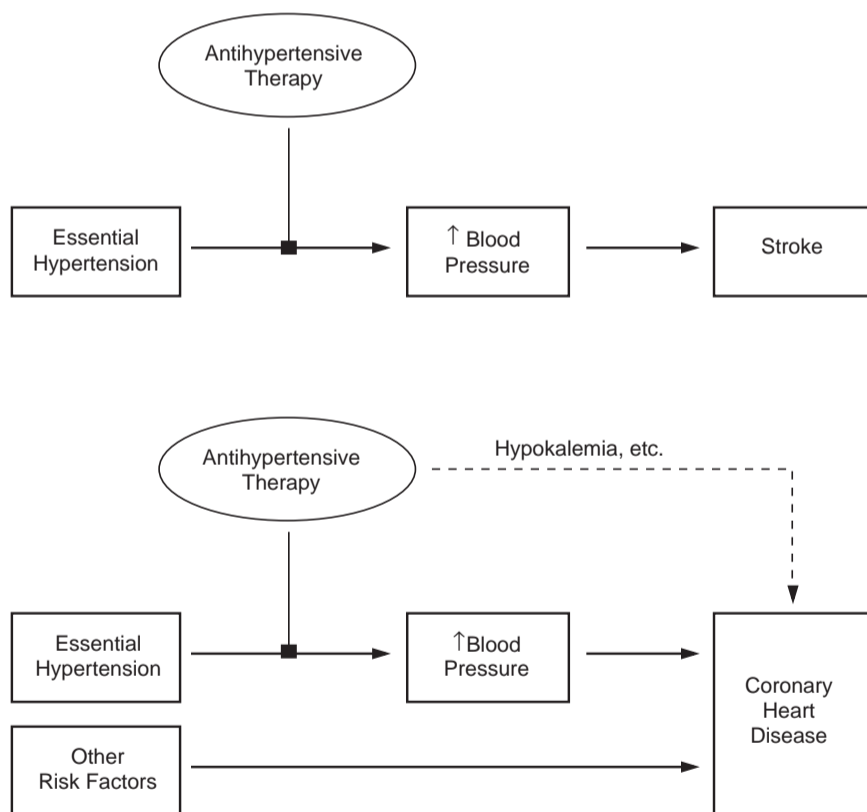 Antihypertensive
Therapy
Essential
Hypertension
↑ Blood
Pressure
Stroke
Antihypertensive
Therapy
Hypokalemia, etc.
Essential
Hypertension
↑Blood
Pressure
Coronary
Heart
Disease
Other
Risk Factors